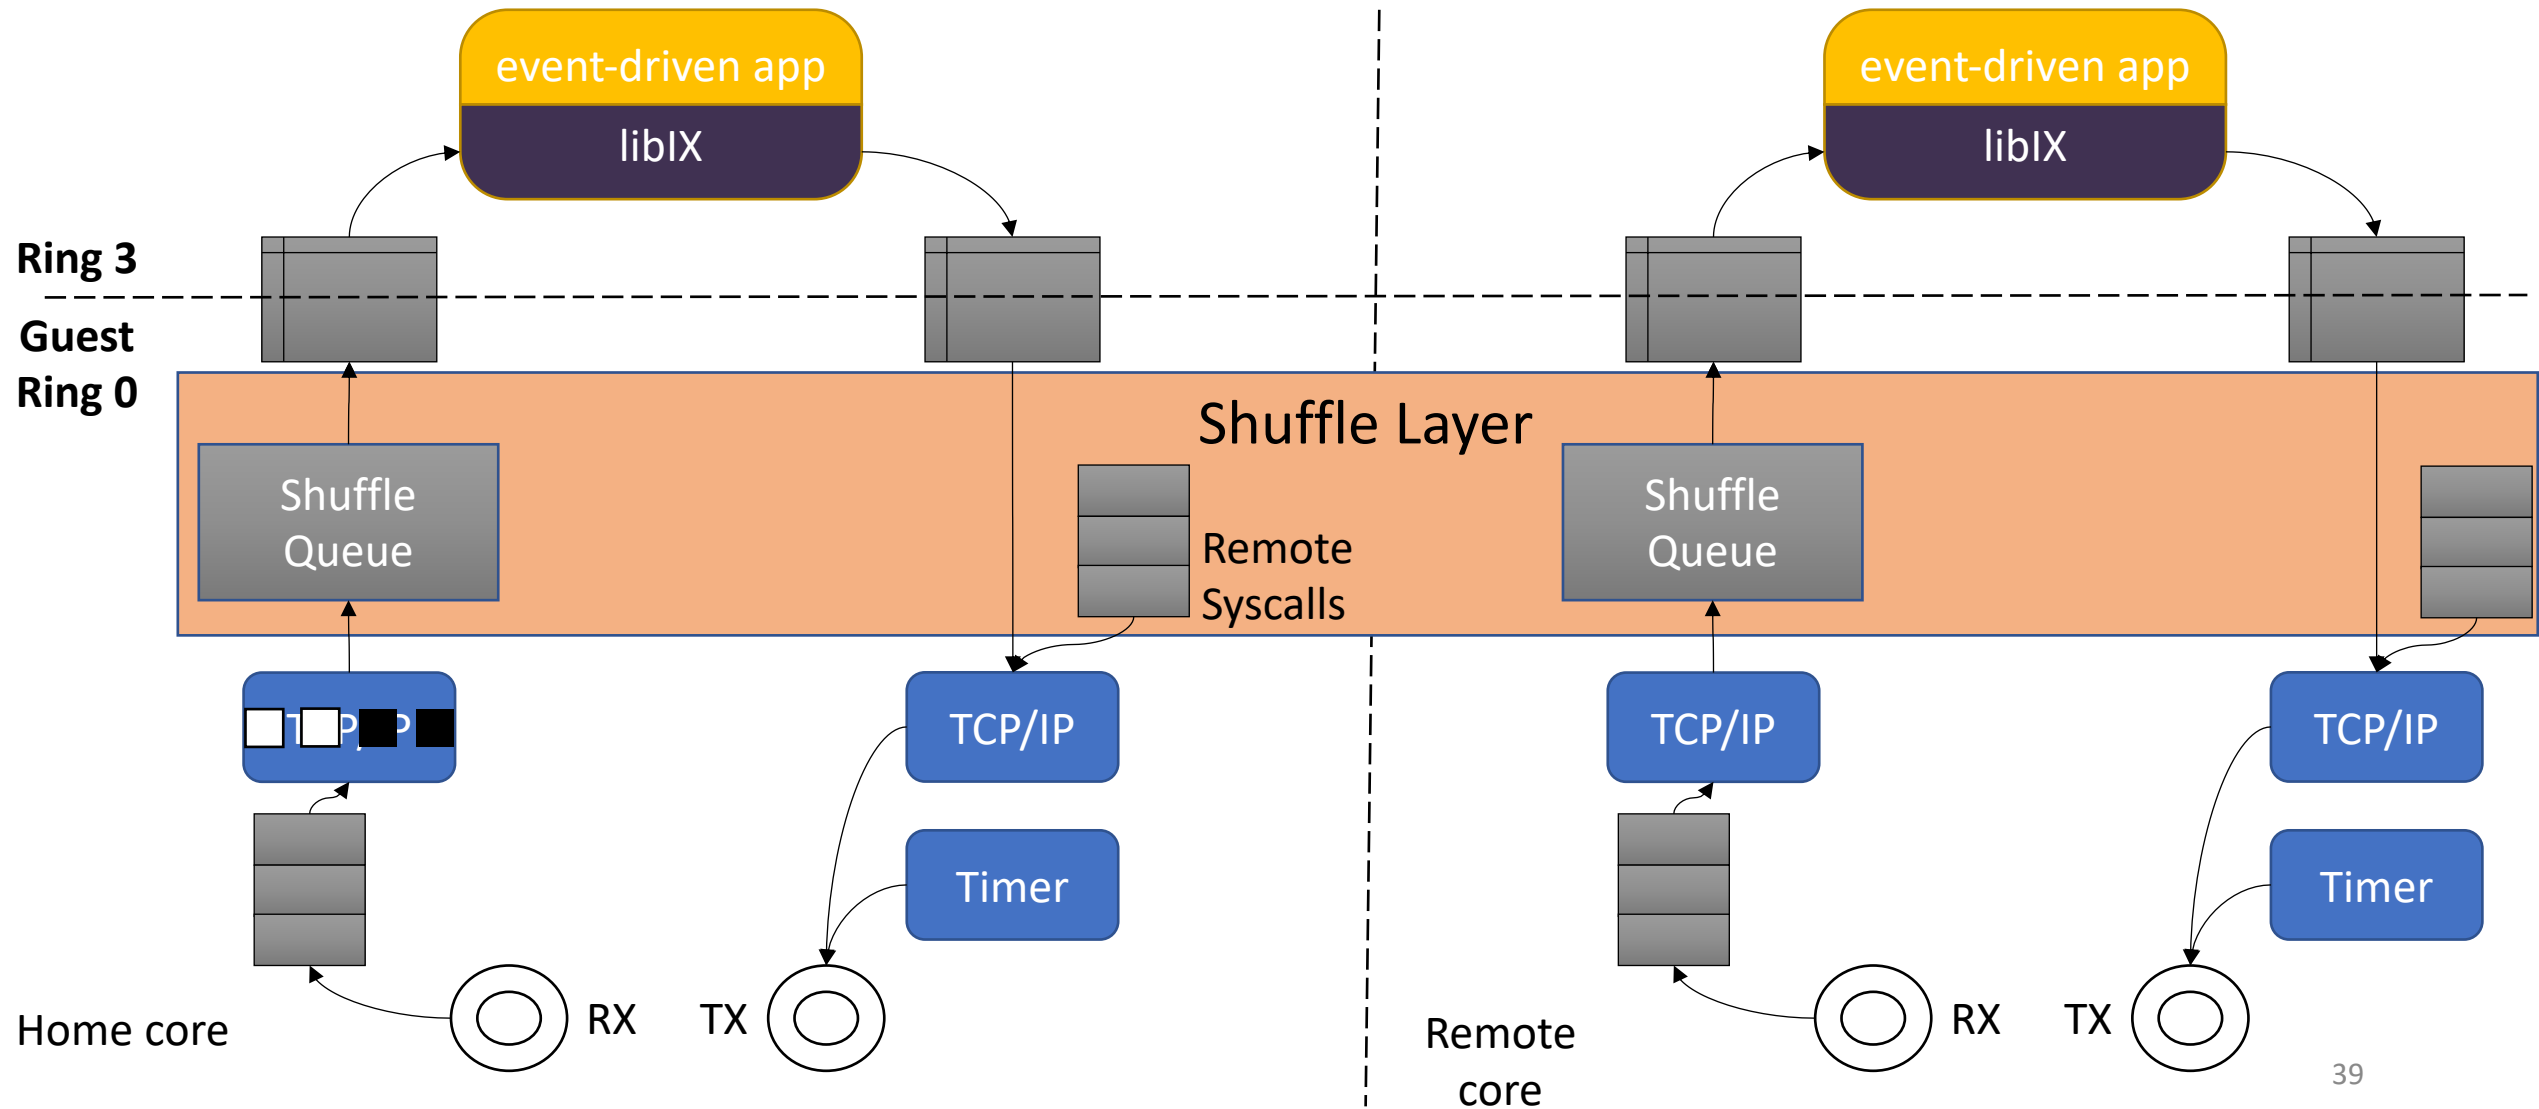 event-driven app
libIX
event-driven app
libIX
Ring 3
Guest
Ring 0
Shuffle Layer
Shuffle
Queue
Remote
Syscalls
Shuffle
Queue
TCP/IP
TCP/IP
TCP/IP
Timer
Timer
Home core
RX
TX
Remote
core
RX
TX
39